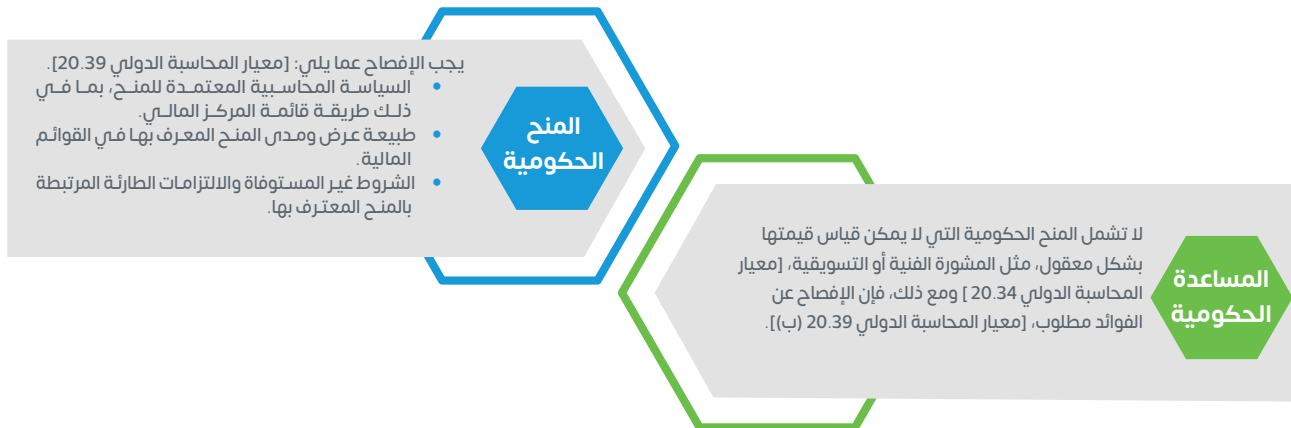 يجب الإفصاح عما يلي: [معيار المحاسبة الدولي 20.39].
• السياسة المحاسبية المعتمدة للمنح، بما في
ذلك طريقة قائمة المركز المالي.
• طبيعة عرض ومدى المنح المعرف بها في القوائم
المالية.
• الشروط غير المستوفاة والالتزامات الطارئة المرتبطة
بالمنح المعترف بها.
المنح
الحكومية
لا تشمل المنح الحكومية التي لا يمكن قياس قيمتها
بشكل معقول، مثل المشورة الفنية أو التسويقية، [معيار
المحاسبة الدولي 20.34 ] ومع ذلك، فإن الإفصاح عن
الفوائد مطلوب، [معيار المحاسبة الدولي 20.39 (ب)].
المساعدة
الحكومية